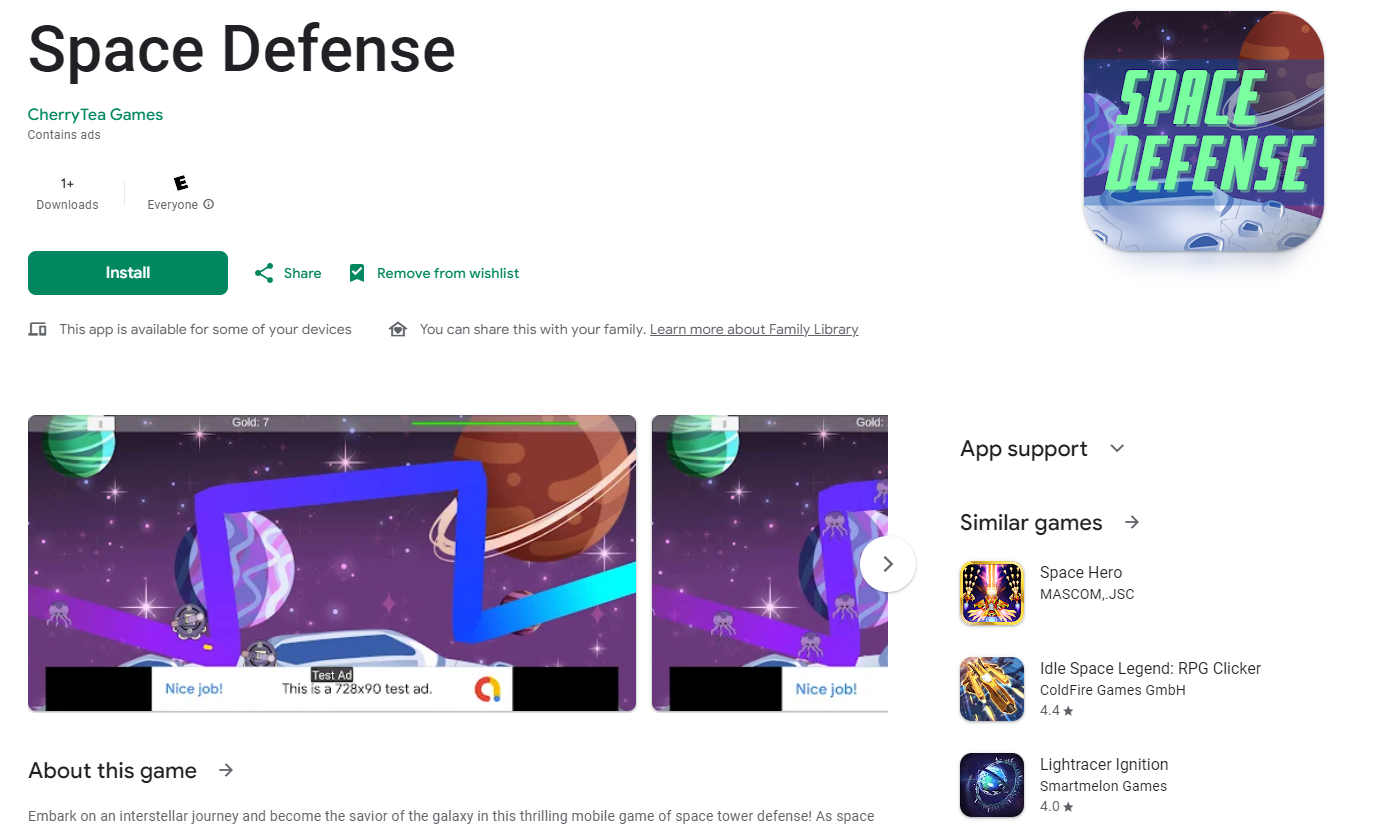 Space Defense
CherryTea Games
Contains ads
1+
Downloads
E
Everyone
Install
Share
Remove from wishlist
This app is available for some of your devices
You can share this with your family. Learn more about Family Library
SPACE
DEFENSE
Gold: 7
Test Ad
Nice job!
This is a 728x90 test ad.
Gold:
Nice job!
App support
Similar games
Space Hero
MASCOM,.JSC
Idle Space Legend: RPG Clicker
ColdFire Games GmbH
4.4 ★
Lightracer Ignition
Smartmelon Games
4.0 ★
About this game
Embark on an interstellar journey and become the savior of the galaxy in this thrilling mobile game of space tower defense! As space